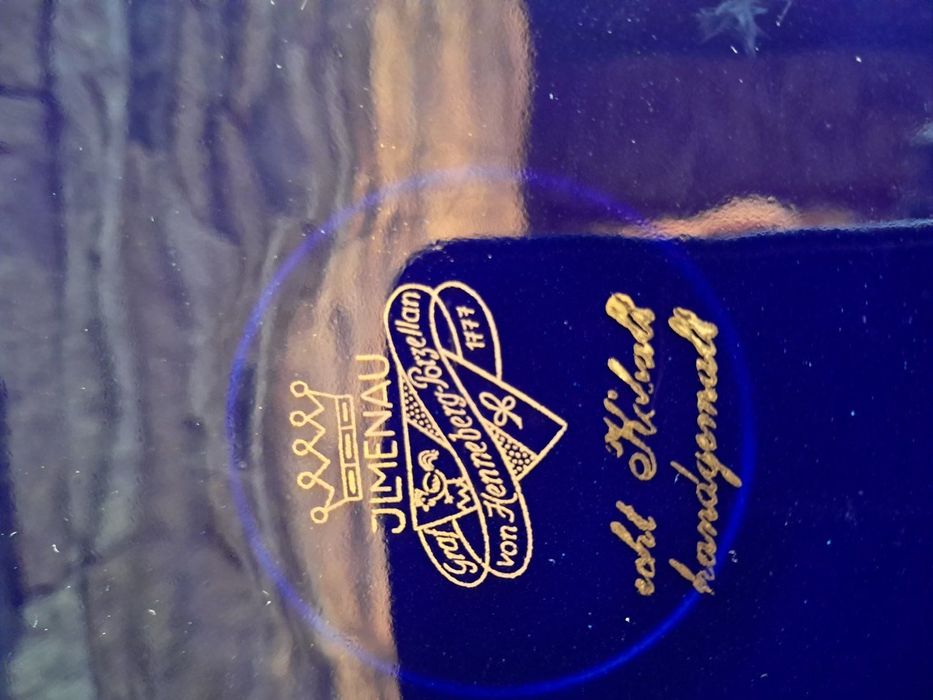 JLMENAU
Graf
von Henneberg-Porzellan
1777
echt Kobalt
handgemalt